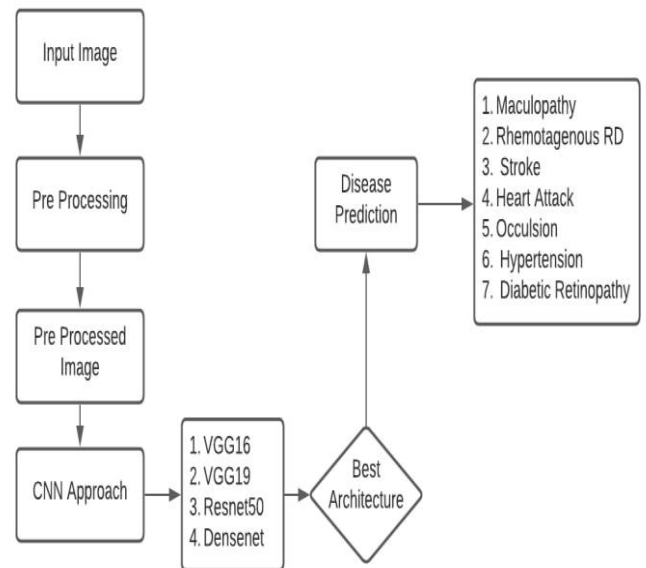 Input Image
Pre Processing
Pre Processed
Image
CNN Approach
1. VGG16
2. VGG19
3. Resnet50
4. Densenet
Best
Architecture
Disease
Prediction
1. Maculopathy
2. Rhemotagenous RD
3. Stroke
4. Heart Attack
5. Occulsion
6. Hypertension
7. Diabetic Retinopathy